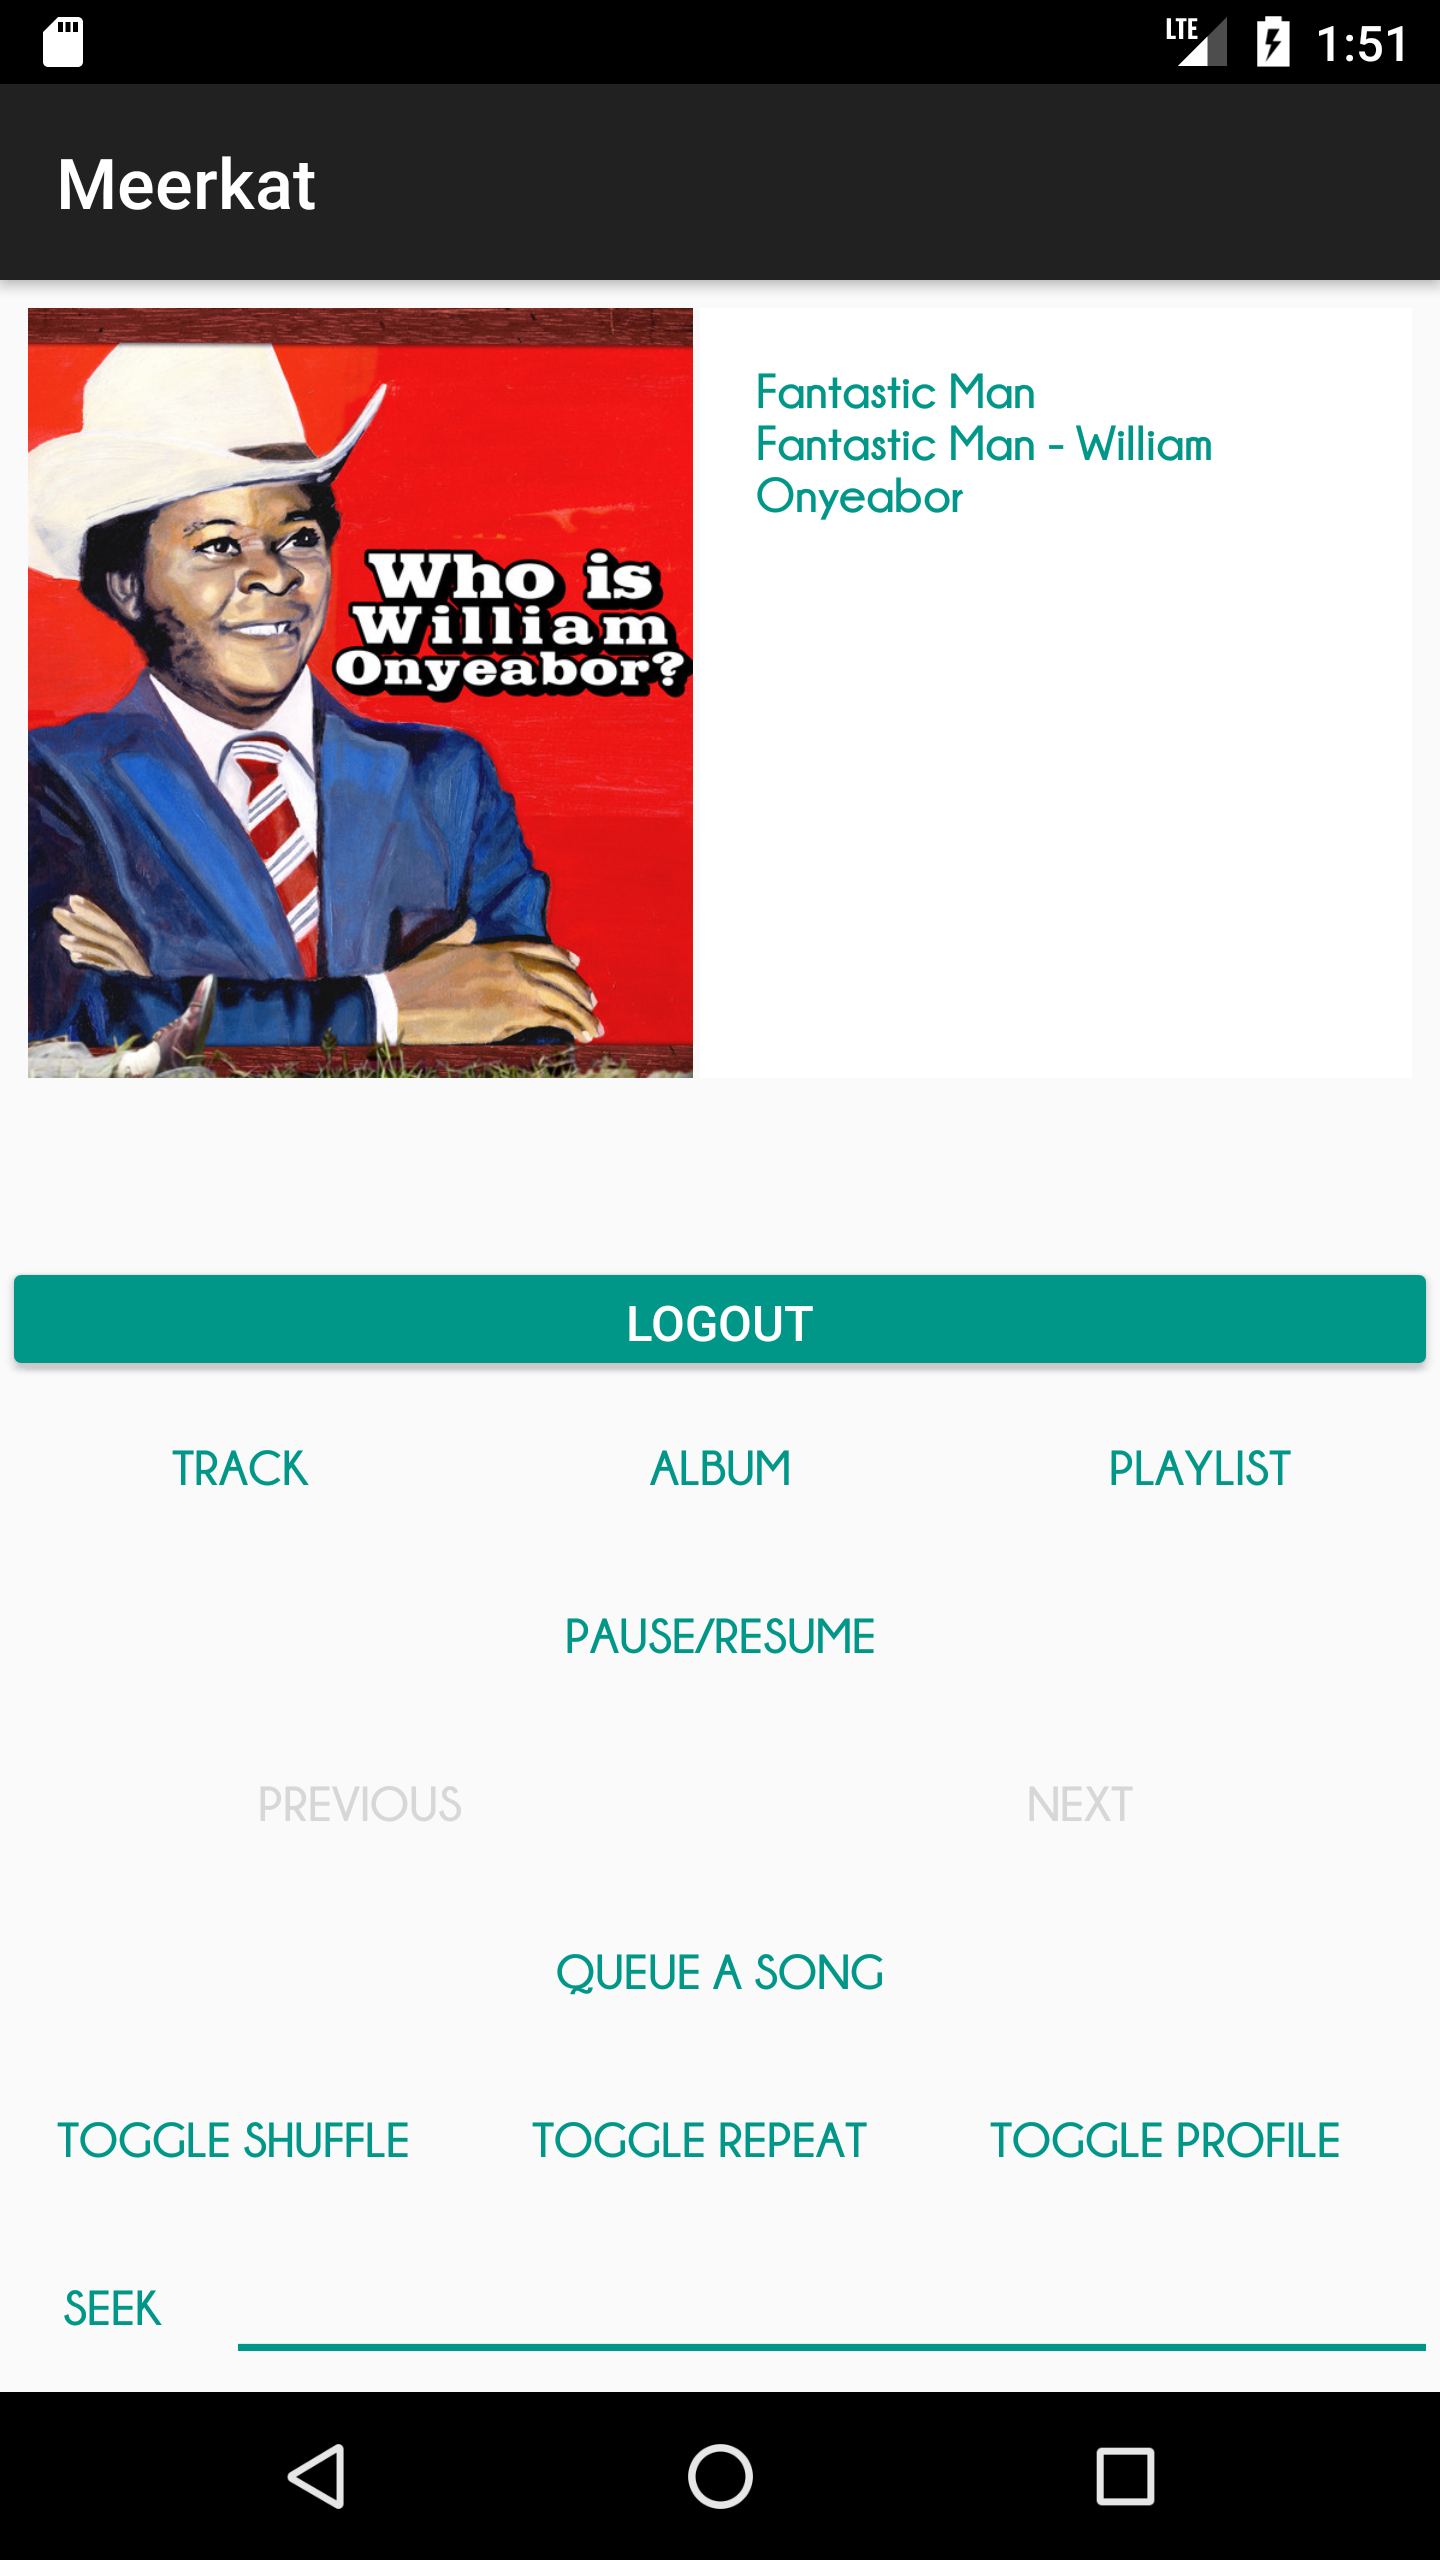 LTE 1:51
Meerkat
Fantastic Man
Fantastic Man - William
Onyeabor
Who is
William
Onyeabor?
LOGOUT
TRACK ALBUM PLAYLIST
PAUSE/RESUME
PREVIOUS NEXT
QUEUE A SONG
TOGGLE SHUFFLE TOGGLE REPEAT TOGGLE PROFILE
SEEK